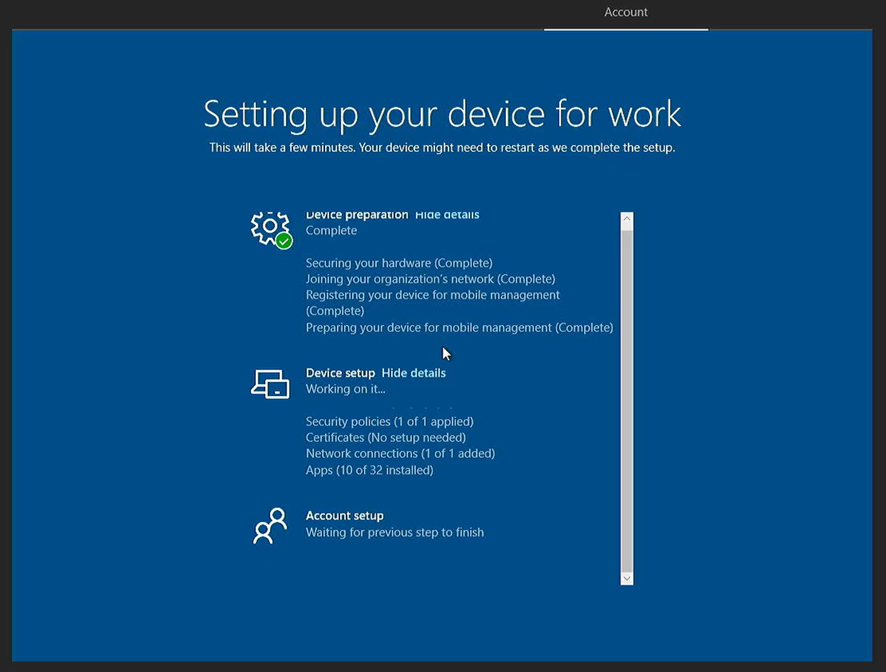 Account
Setting up your device for work
This will take a few minutes. Your device might need to restart as we complete the setup.
Device preparation Hide details
Complete
Securing your hardware (Complete)
Joining your organization's network (Complete)
Registering your device for mobile management
(Complete)
Preparing your device for mobile management (Complete)
Device setup Hide details
Working on it...
Security policies (1 of 1 applied)
Certificates (No setup needed)
Network connections (1 of 1 added)
Apps (10 of 32 installed)
Account setup
Waiting for previous step to finish